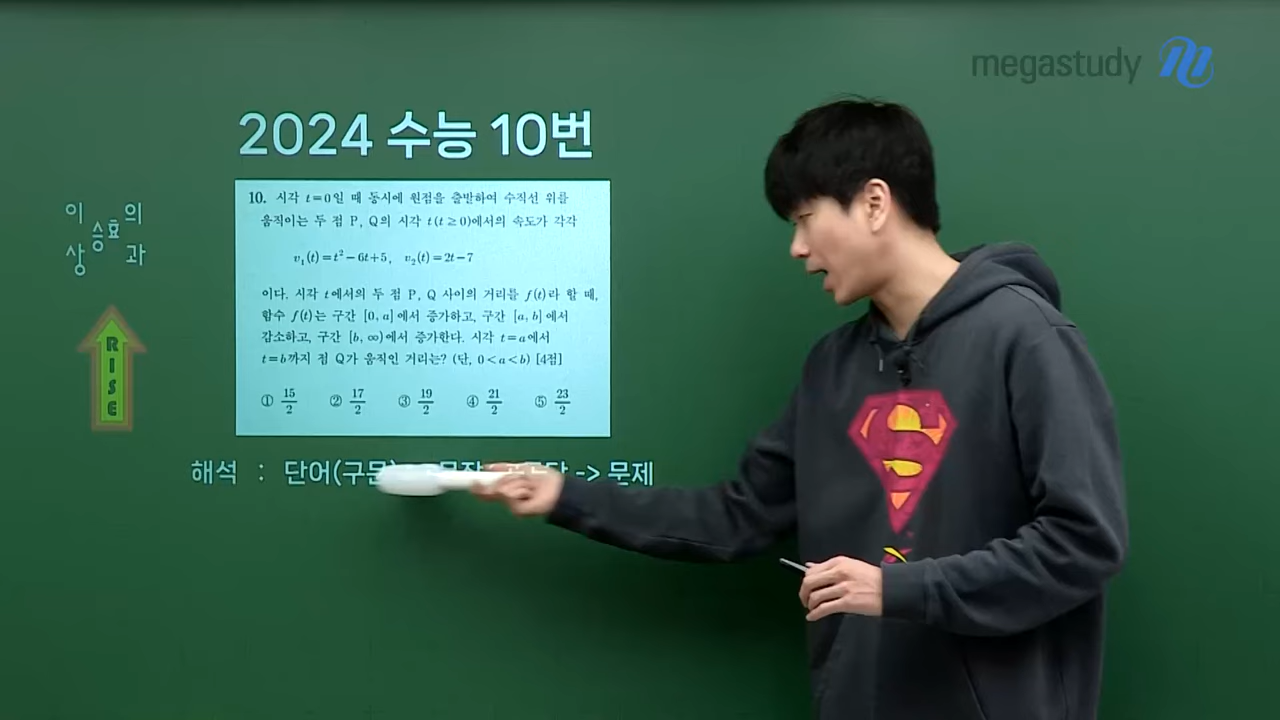 megastudy
2024 수능 10번
10. 시각 t=0일 때 동시에 원점을 출발하여 수직선 위를
움직이는 두 점 P, Q의 시각 t(t≥0)에서의 속도가 각각
v₁(t)=t²-6t+5, v₂(t)=2t-7
이다. 시각 t에서의 두 점 P, Q 사이의 거리를 f(t)라 할 때,
함수 f(t)는 구간 [0, a]에서 증가하고, 구간 [a, b]에서
감소하고, 구간 [b, ∞)에서 증가한다. 시각 t=a에서
t=b까지 점 Q가 움직인 거리는? (단, 0<a<b) [4점]
① 15/2 ② 17/2 ③ 19/2 ④ 21/2 ⑤ 23/2
이승효의
상상과
RISE
해석 : 단어(구문) -> 문제